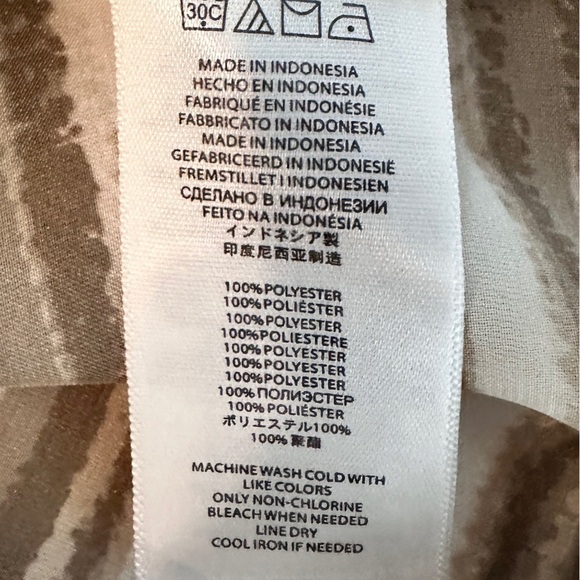 30C
MADE IN INDONESIA
HECHO EN INDONESIA
FABRIQUÉ EN INDONÉSIE
FABBRICATO IN INDONESIA
MADE IN INDONESIA
GEFABRICEERD IN INDONESIË
FREMSTILLET I INDONESIEN
СДЕЛАНО В ИНДОНЕЗИИ
FEITO NA INDONÉSIA
インドネシア製
印度尼西亚制造
100% POLYESTER
100% POLIÉSTER
100% POLYESTER
100% POLIESTERE
100% POLYESTER
100% POLYESTER
100% POLYESTER
100% ПОЛИЭСТЕР
100% POLIÉSTER
ポリエステル100%
100% 聚酯
MACHINE WASH COLD WITH
LIKE COLORS
ONLY NON-CHLORINE
BLEACH WHEN NEEDED
LINE DRY
COOL IRON IF NEEDED